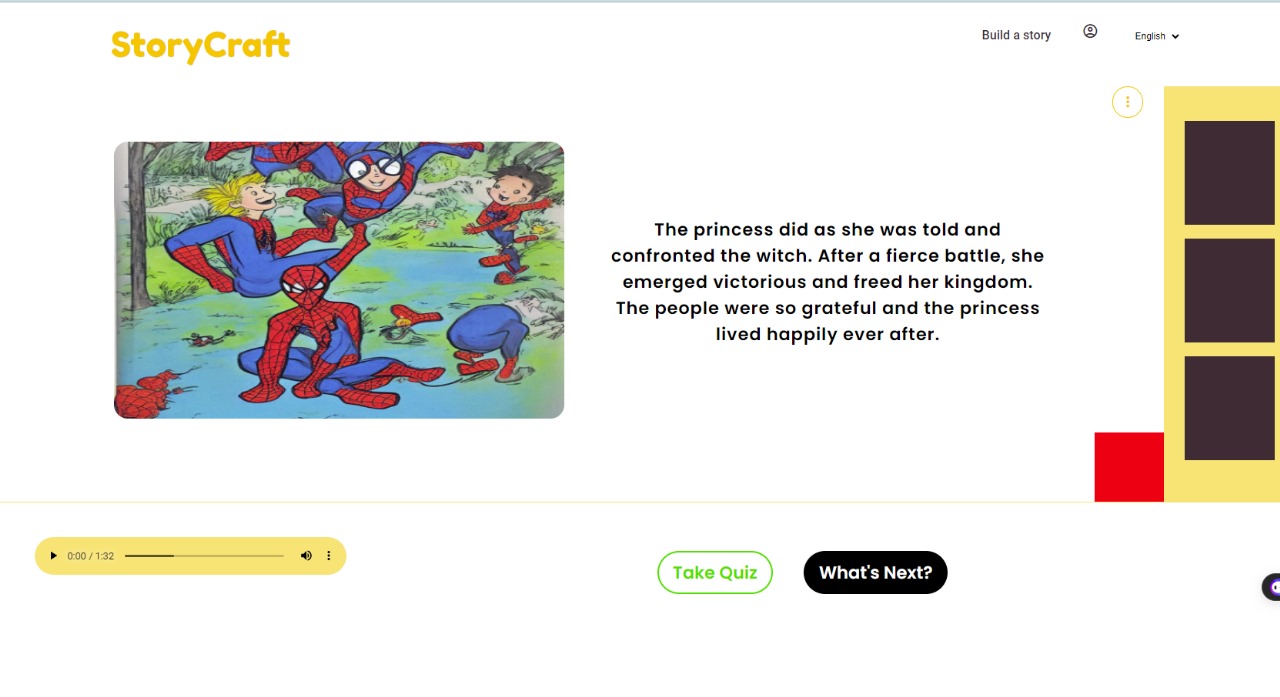 StoryCraft
Build a story
English
The princess did as she was told and
confronted the witch. After a fierce battle, she
emerged victorious and freed her kingdom.
The people were so grateful and the princess
lived happily ever after.
0:00 / 1:32
Take Quiz
What's Next?